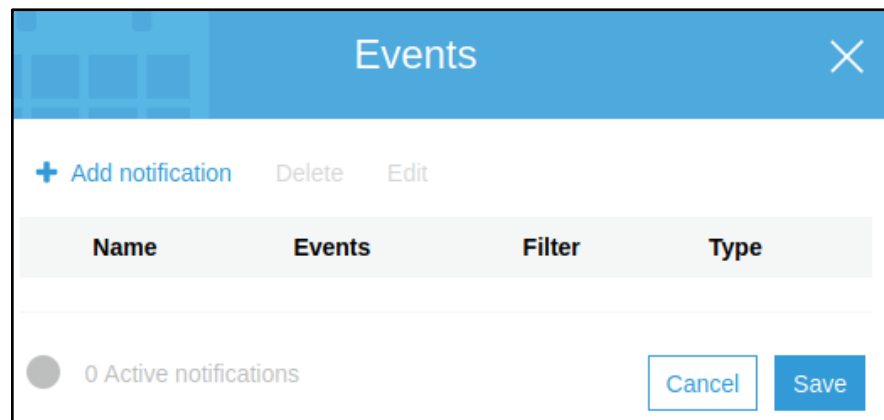 Events
Add notification Delete Edit
Name Events Filter Type
0 Active notifications
Cancel Save